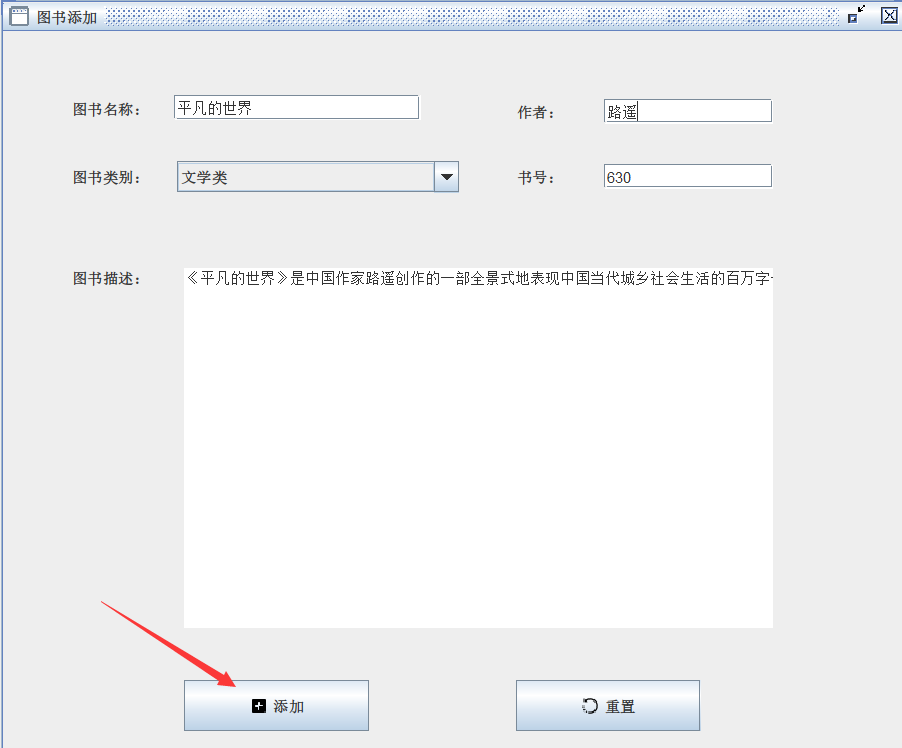 图书添加
图书名称： 平凡的世界 作者： 路遥
图书类别： 文学类 书号： 630
图书描述： 《平凡的世界》是中国作家路遥创作的一部全景式地表现中国当代城乡社会生活的百万字
添加 重置